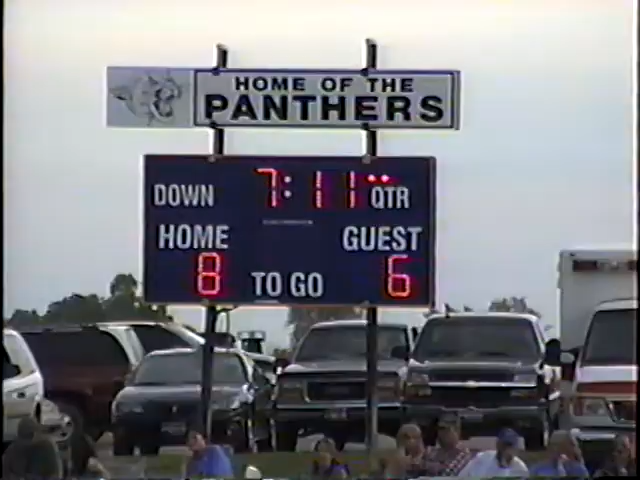 HOME OF THE
PANTHERS
DOWN 7:11 QTR
HOME GUEST
8 TO GO 6